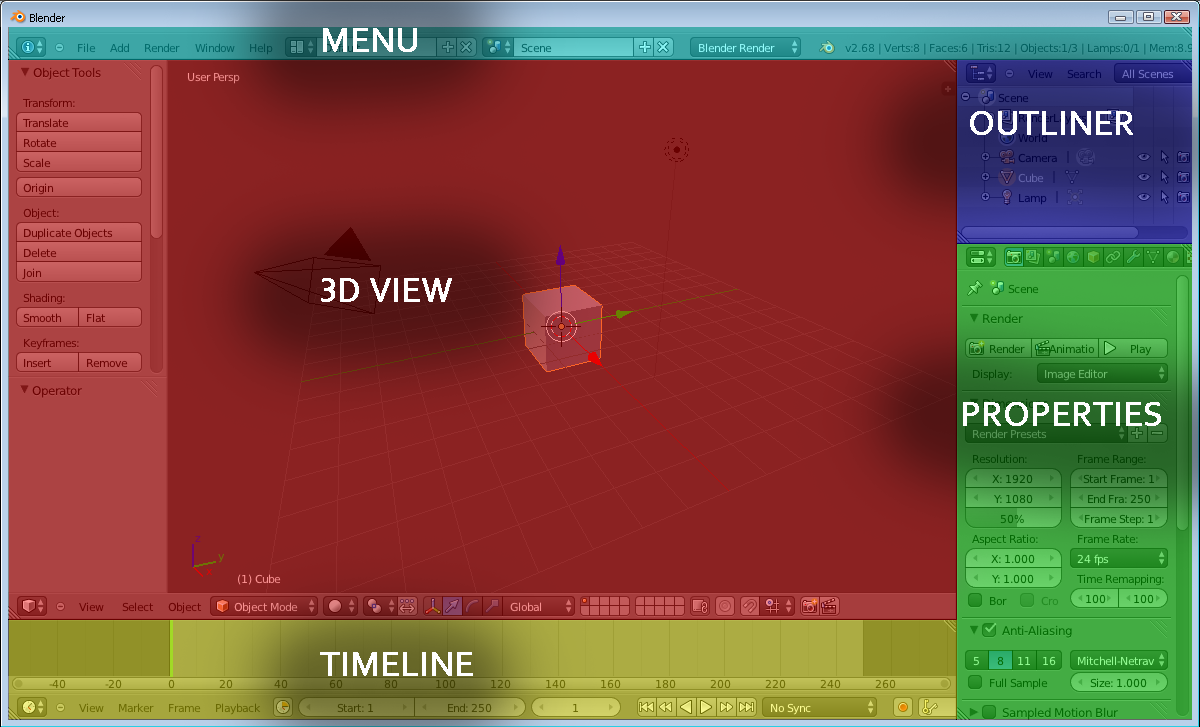 Blender
File Add Render Window Help MENU Scene Blender Render v2.68 | Verts:8 | Faces:6 | Tris:12 | Objects:1/3 | Lamps:0/1 | Mem:8.9
Object Tools
Transform:
Translate
Rotate
Scale
Origin
Object:
Duplicate Objects
Delete
Join
Shading:
Smooth Flat
Keyframes:
Insert Remove
Operator
User Persp
3D VIEW
z
y
(1) Cube
View Select Object Object Mode Global
View Search All Scenes
Scene
OUTLINER
World
Camera
Cube
Lamp
Scene
Render
Render Animatio Play
Display: Image Editor
PROPERTIES
Render Presets
Resolution: Frame Range:
X: 1920 Start Frame: 1
Y: 1080 End Fra: 250
50% Frame Step: 1
Aspect Ratio: Frame Rate:
X: 1.000 24 fps
Y: 1.000 Time Remapping:
Bor Cro 100 100
Anti-Aliasing
5 8 11 16 Mitchell-Netrav
Full Sample Size: 1.000
Sampled Motion Blur
TIMELINE
-40 -20 0 20 40 60 80 100 120 140 160 180 200 220 240 260
View Marker Frame Playback Start: 1 End: 250 1 No Sync